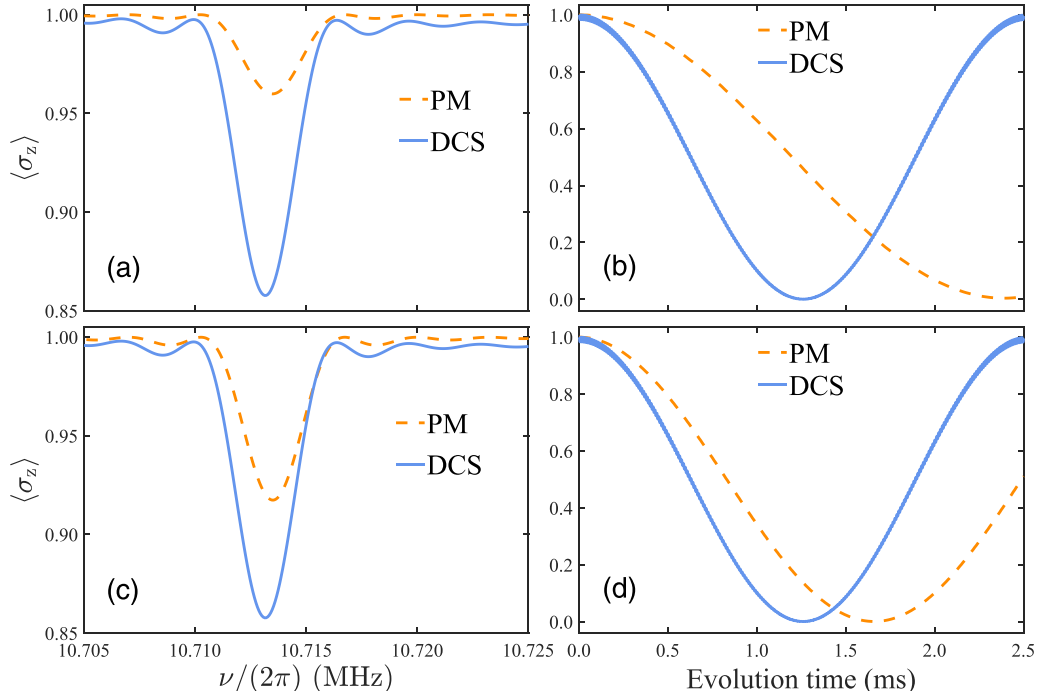 1.00
0.95
0.90
0.85
⟨σz⟩
PM
DCS
(a)
1.0
0.8
0.6
0.4
0.2
0.0
PM
DCS
(b)
1.00
0.95
0.90
0.85
⟨σz⟩
PM
DCS
(c)
10.705 10.710 10.715 10.720 10.725
ν/(2π) (MHz)
1.0
0.8
0.6
0.4
0.2
0.0
PM
DCS
(d)
0.0 0.5 1.0 1.5 2.0 2.5
Evolution time (ms)